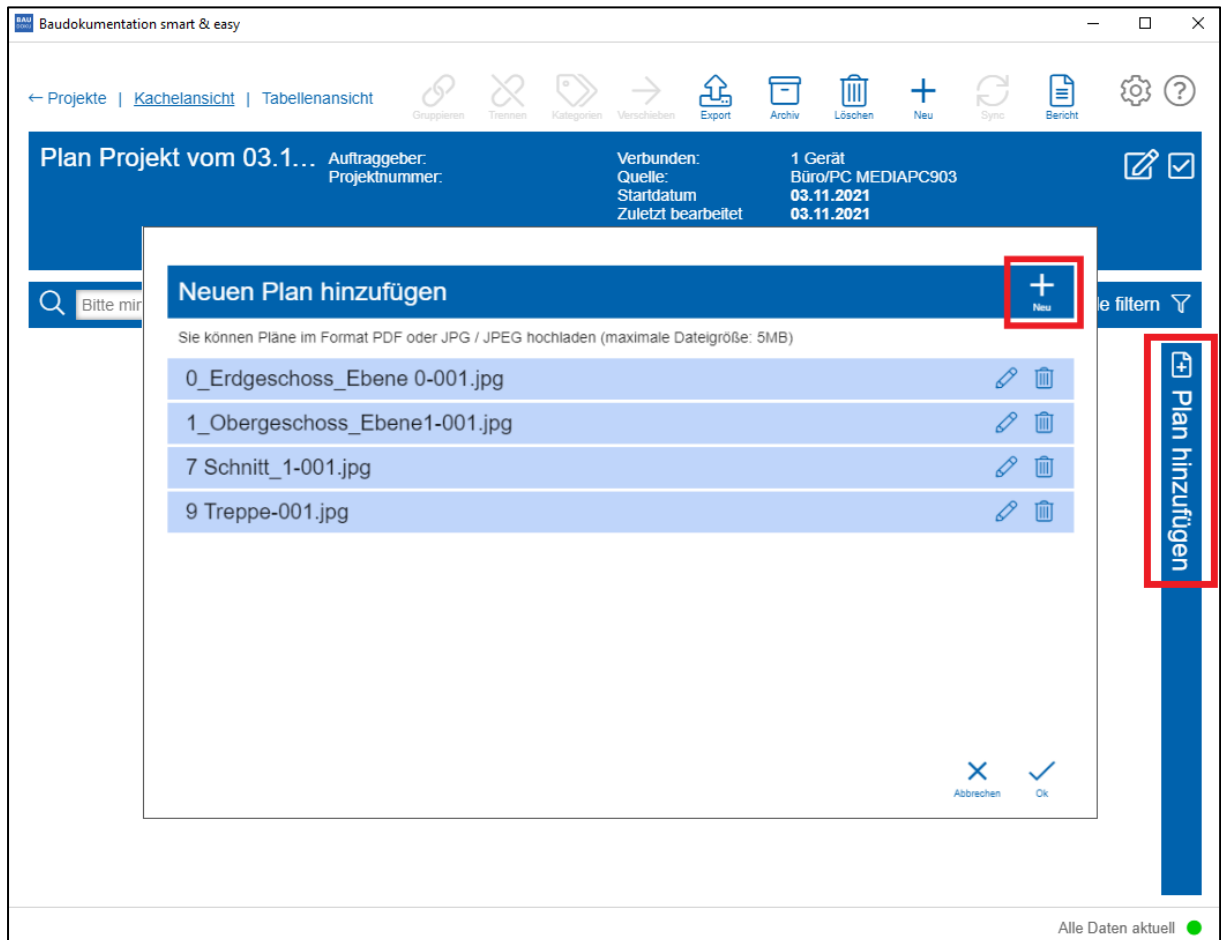 BAU DOKU Baudokumentation smart & easy
← Projekte | Kachelansicht | Tabellenansicht
Gruppieren Trennen Kategorien Verschieben Export Archiv Löschen Neu Sync Bericht
Plan Projekt vom 03.1...
Auftraggeber:
Projektnummer:
Verbunden: 1 Gerät
Quelle: Büro/PC MEDIAPC903
Startdatum 03.11.2021
Zuletzt bearbeitet 03.11.2021
Bitte mir
e filtern
Neuen Plan hinzufügen
Neu
Sie können Pläne im Format PDF oder JPG / JPEG hochladen (maximale Dateigröße: 5MB)
0_Erdgeschoss_Ebene 0-001.jpg
1_Obergeschoss_Ebene1-001.jpg
7 Schnitt_1-001.jpg
9 Treppe-001.jpg
Plan hinzufügen
Abbrechen Ok
Alle Daten aktuell